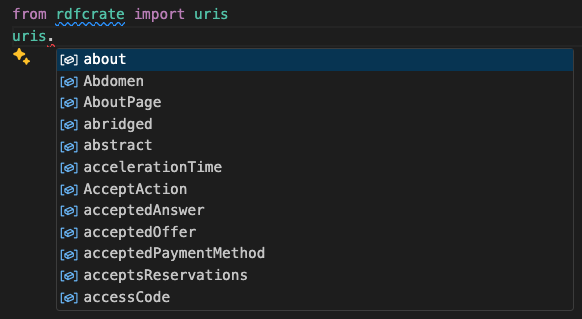 from rdfcrate import uris
uris.
about
Abdomen
AboutPage
abridged
abstract
accelerationTime
AcceptAction
acceptedAnswer
acceptedOffer
acceptedPaymentMethod
acceptsReservations
accessCode